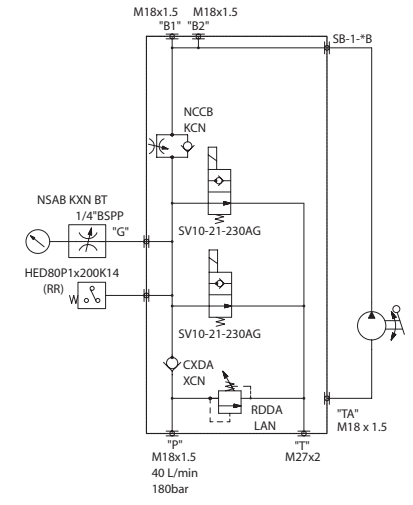 M18x1.5 M18x1.5
"B1" "B2"
SB-1-*B
NCCB
KCN
NSAB KXN BT
1/4"BSPP
"G"
SV10-21-230AG
HED80P1x200K14
(RR)
W
SV10-21-230AG
CXDA
XCN
RDDA
LAN
"TA"
M18 x 1.5
"P"
M18x1.5
40 L/min
180bar
"T"
M27x2